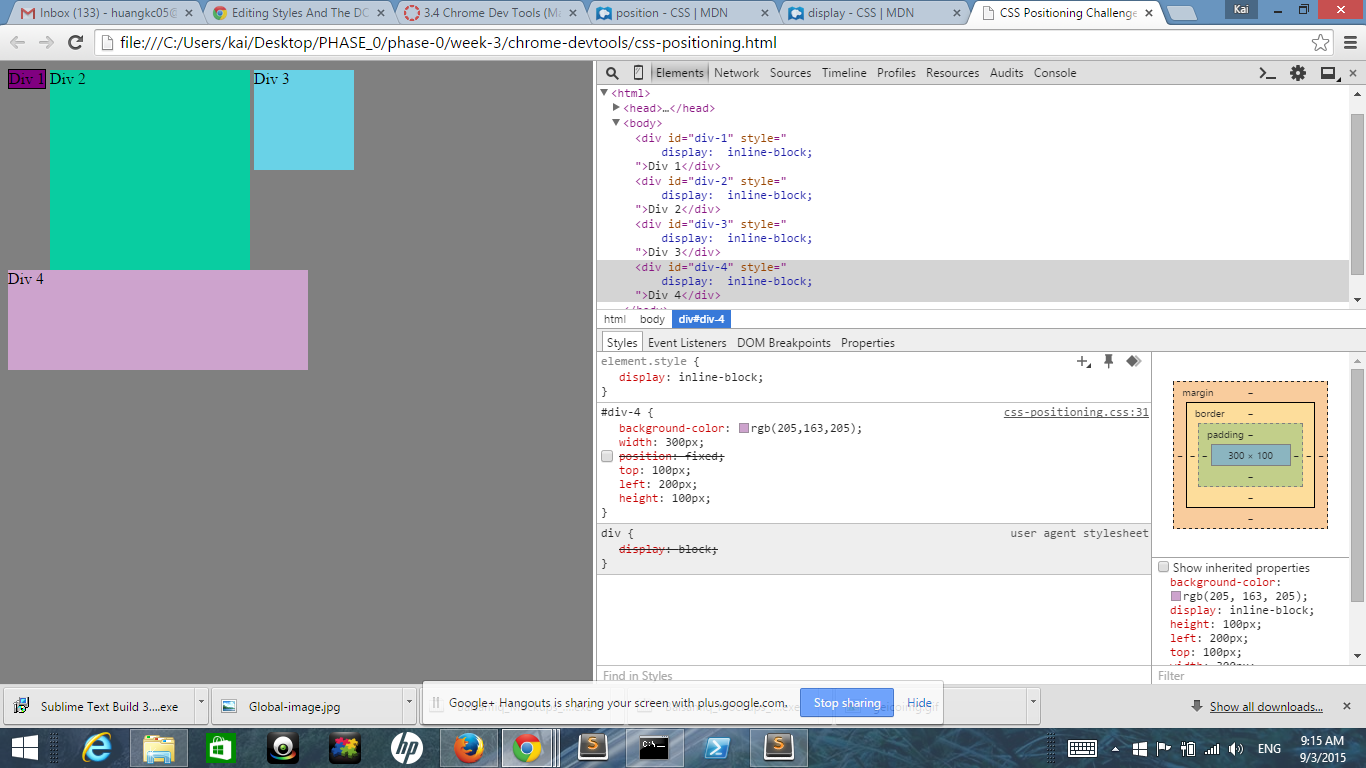 Kai
Inbox (133) - huangkc05@
Editing Styles And The DO
3.4 Chrome Dev Tools (Ma
position - CSS | MDN
display - CSS | MDN
CSS Positioning Challenge
file:///C:/Users/kai/Desktop/PHASE_0/phase-0/week-3/chrome-devtools/css-positioning.html
Div 1
Div 2
Div 3
Div 4
Elements Network Sources Timeline Profiles Resources Audits Console
<html>
<head>…</head>
<body>
<div id="div-1" style="
display:  inline-block;
">Div 1</div>
<div id="div-2" style="
display:  inline-block;
">Div 2</div>
<div id="div-3" style="
display:  inline-block;
">Div 3</div>
<div id="div-4" style="
display:  inline-block;
">Div 4</div>
</body>
html body div#div-4
Styles Event Listeners DOM Breakpoints Properties
element.style {
display: inline-block;
}
#div-4 { css-positioning.css:31
background-color: rgb(205,163,205);
width: 300px;
position: fixed;
top: 100px;
left: 200px;
height: 100px;
}
div { user agent stylesheet
display: block;
}
Find in Styles
margin –
border –
padding –
– – – 300 × 100 – – –
–
–
–
Show inherited properties
background-color:
rgb(205, 163, 205);
display: inline-block;
height: 100px;
left: 200px;
top: 100px;
width: 300px;
Filter
Sublime Text Build 3....exe
Global-image.jpg
Google+ Hangouts is sharing your screen with plus.google.com.
Stop sharing
Hide
Show all downloads...
hp
ENG
9:15 AM
9/3/2015